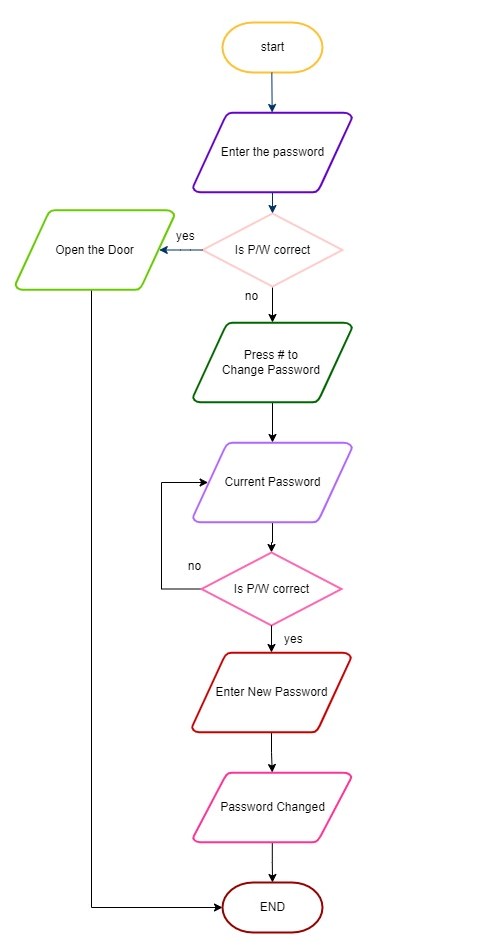 start
Enter the password
yes
Open the Door
Is P/W correct
no
Press # to
Change Password
Current Password
no
Is P/W correct
yes
Enter New Password
Password Changed
END